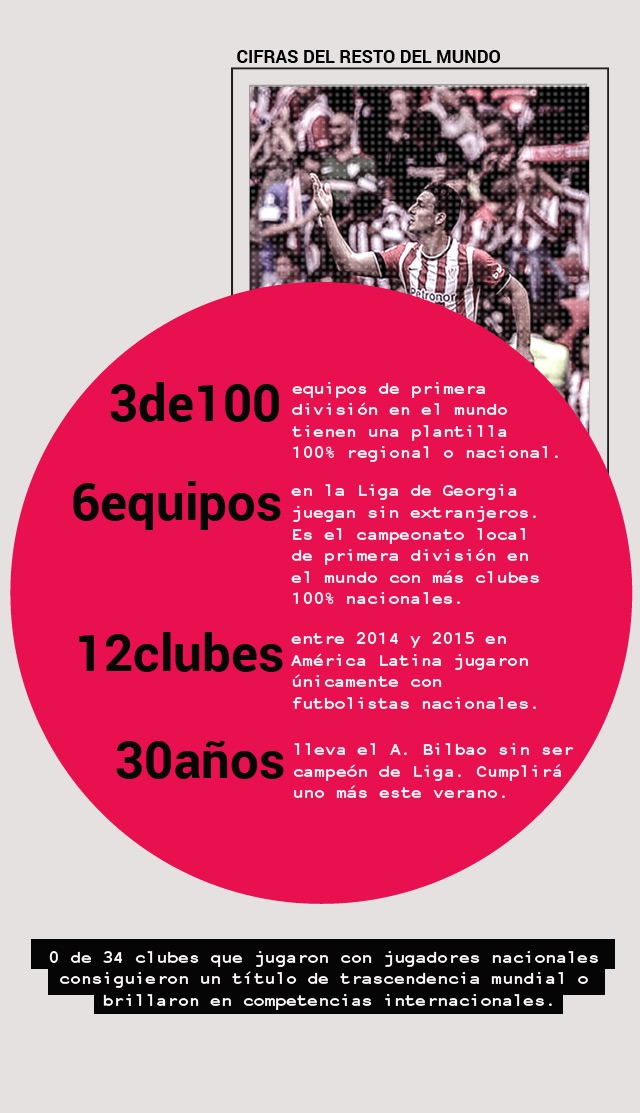 CIFRAS DEL RESTO DEL MUNDO
Petronor
3de100
equipos de primera
división en el mundo
tienen una plantilla
100% regional o nacional.
6equipos
en la Liga de Georgia
juegan sin extranjeros.
Es el campeonato local
de primera división en
el mundo con más clubes
100% nacionales.
12clubes
entre 2014 y 2015 en
América Latina jugaron
únicamente con
futbolistas nacionales.
30años
lleva el A. Bilbao sin ser
campeón de Liga. Cumplirá
uno más este verano.
0 de 34 clubes que jugaron con jugadores nacionales
consiguieron un título de trascendencia mundial o
brillaron en competencias internacionales.